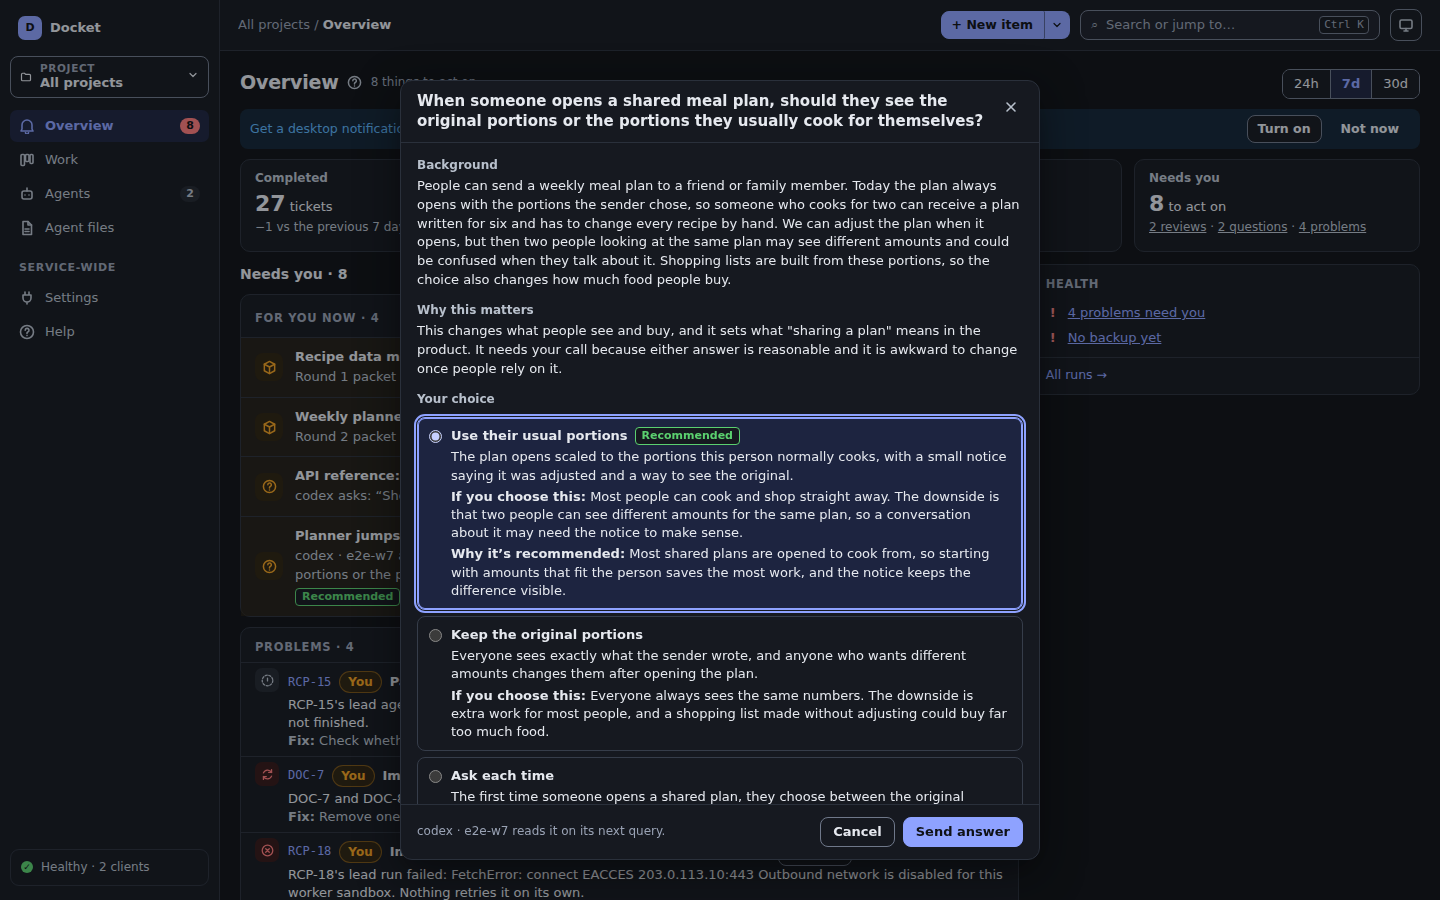 D Docket
PROJECT
All projects
Overview 8
Work
Agents 2
Agent files
SERVICE-WIDE
Settings
Help
Healthy · 2 clients
All projects / Overview
+ New item
Search or jump to… Ctrl K
Overview 8 things to act on
24h 7d 30d
Get a desktop notificatio
Turn on Not now
Completed
27 tickets
−1 vs the previous 7 da
Needs you
8 to act on
2 reviews · 2 questions · 4 problems
Needs you · 8
FOR YOU NOW · 4
Recipe data m
Round 1 packet
Weekly planne
Round 2 packet
API reference:
codex asks: “Sh
Planner jumps
codex · e2e-w7
portions or the p
Recommended
PROBLEMS · 4
RCP-15 You P
RCP-15's lead age
not finished.
Fix: Check wheth
DOC-7 You Im
DOC-7 and DOC-8
Fix: Remove one
RCP-18 You Im
RCP-18's lead run failed: FetchError: connect EACCES 203.0.113.10:443 Outbound network is disabled for this
worker sandbox. Nothing retries it on its own.
HEALTH
! 4 problems need you
! No backup yet
All runs →
When someone opens a shared meal plan, should they see the
original portions or the portions they usually cook for themselves?
Background
People can send a weekly meal plan to a friend or family member. Today the plan always
opens with the portions the sender chose, so someone who cooks for two can receive a plan
written for six and has to change every recipe by hand. We can adjust the plan when it
opens, but then two people looking at the same plan may see different amounts and could
be confused when they talk about it. Shopping lists are built from these portions, so the
choice also changes how much food people buy.
Why this matters
This changes what people see and buy, and it sets what "sharing a plan" means in the
product. It needs your call because either answer is reasonable and it is awkward to change
once people rely on it.
Your choice
Use their usual portions Recommended
The plan opens scaled to the portions this person normally cooks, with a small notice
saying it was adjusted and a way to see the original.
If you choose this: Most people can cook and shop straight away. The downside is
that two people can see different amounts for the same plan, so a conversation
about it may need the notice to make sense.
Why it’s recommended: Most shared plans are opened to cook from, so starting
with amounts that fit the person saves the most work, and the notice keeps the
difference visible.
Keep the original portions
Everyone sees exactly what the sender wrote, and anyone who wants different
amounts changes them after opening the plan.
If you choose this: Everyone always sees the same numbers. The downside is
extra work for most people, and a shopping list made without adjusting could buy far
too much food.
Ask each time
The first time someone opens a shared plan, they choose between the original
codex · e2e-w7 reads it on its next query.
Cancel Send answer